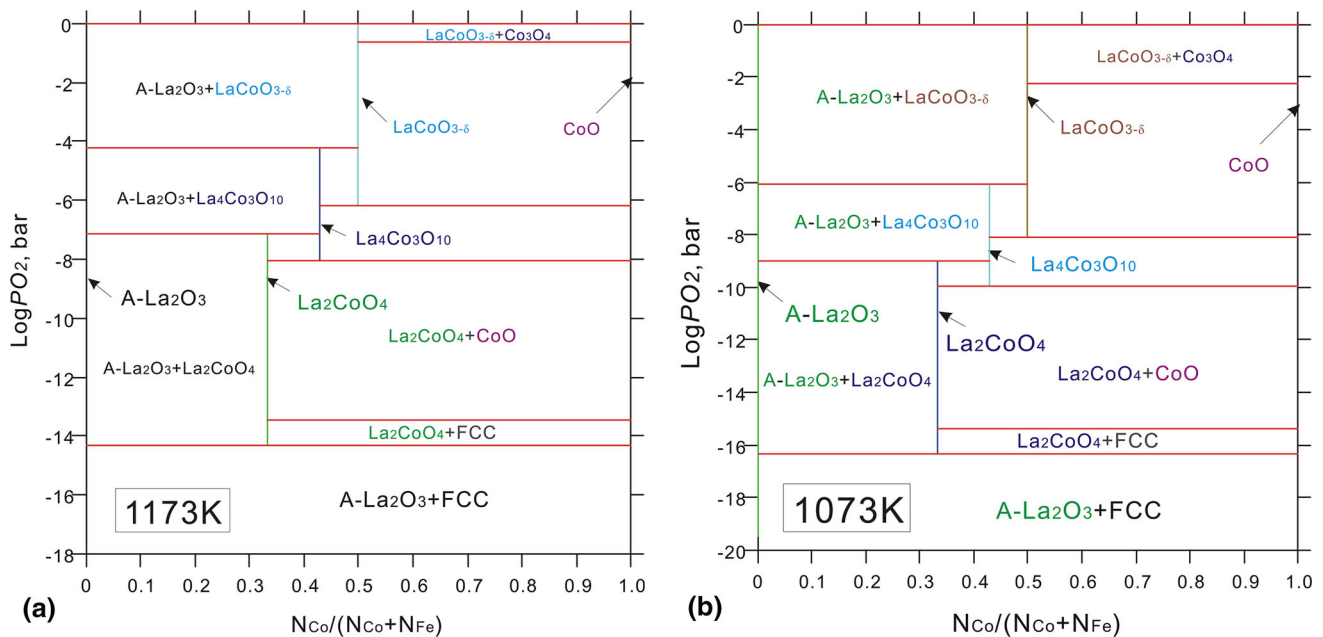 0
-2
-4
-6
-8
-10
-12
-14
-16
-18
LogPO2, bar
LaCoO3-δ+Co3O4
A-La2O3+LaCoO3-δ
LaCoO3-δ
CoO
A-La2O3+La4Co3O10
La4Co3O10
A-La2O3
La2CoO4
La2CoO4+CoO
A-La2O3+La2CoO4
La2CoO4+FCC
A-La2O3+FCC
1173K
0 0.1 0.2 0.3 0.4 0.5 0.6 0.7 0.8 0.9 1.0
(a)
NCo/(NCo+NFe)
0
-2
-4
-6
-8
-10
-12
-14
-16
-18
-20
LogPO2, bar
LaCoO3-δ+Co3O4
A-La2O3+LaCoO3-δ
LaCoO3-δ
CoO
A-La2O3+La4Co3O10
La4Co3O10
A-La2O3
La2CoO4
La2CoO4+CoO
A-La2O3+La2CoO4
La2CoO4+FCC
A-La2O3+FCC
1073K
0 0.1 0.2 0.3 0.4 0.5 0.6 0.7 0.8 0.9 1.0
(b)
NCo/(NCo+NFe)